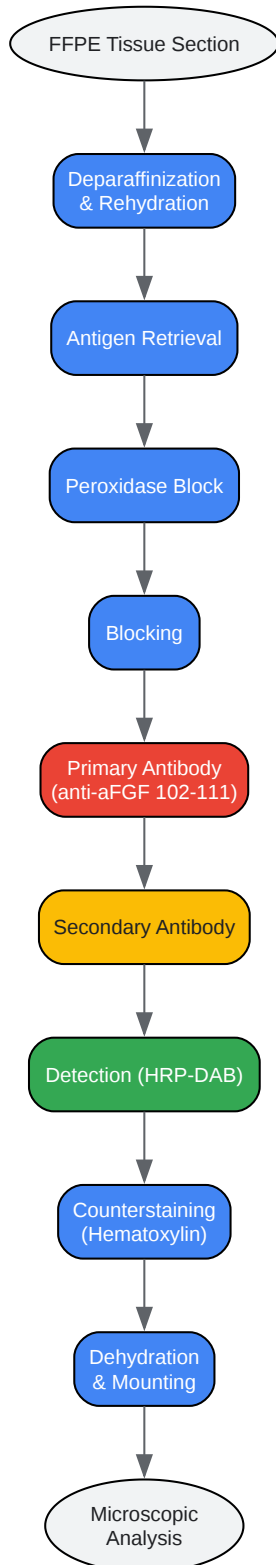 FFPE Tissue Section
Deparaffinization
& Rehydration
Antigen Retrieval
Peroxidase Block
Blocking
Primary Antibody
(anti-aFGF 102-111)
Secondary Antibody
Detection (HRP-DAB)
Counterstaining
(Hematoxylin)
Dehydration
& Mounting
Microscopic
Analysis